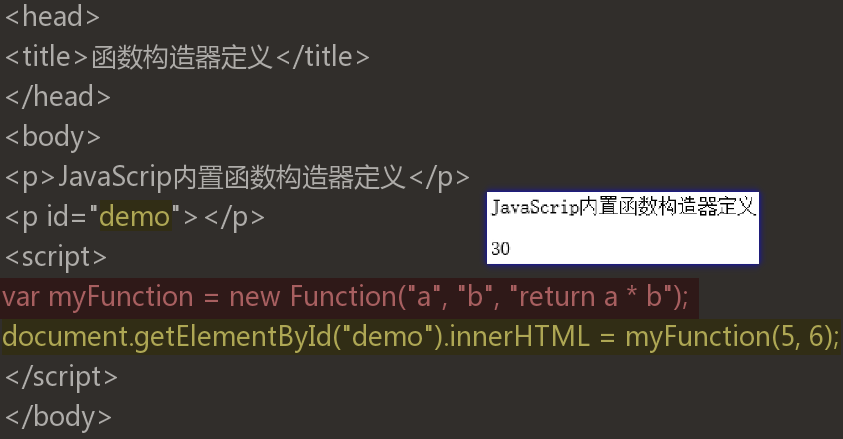 <head>
<title>函数构造器定义</title>
</head>
<body>
<p>JavaScrip内置函数构造器定义</p>
<p id="demo"></p>
<script>
var myFunction = new Function("a", "b", "return a * b");
document.getElementById("demo").innerHTML = myFunction(5, 6);
</script>
</body>
JavaScrip内置函数构造器定义
30